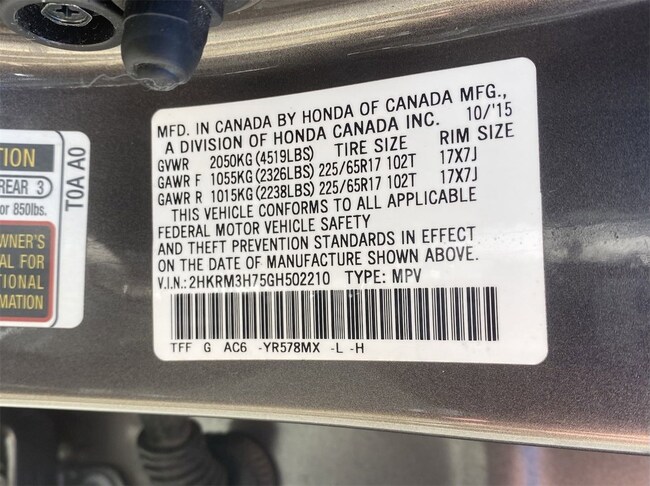 MFD. IN CANADA BY HONDA OF CANADA MFG.,
A DIVISION OF HONDA CANADA INC. 10/'15
GVWR 2050KG(4519LBS) TIRE SIZE RIM SIZE
GAWR F 1055KG(2326LBS) 225/65R17 102T 17X7J
GAWR R 1015KG(2238LBS) 225/65R17 102T 17X7J
THIS VEHICLE CONFORMS TO ALL APPLICABLE
FEDERAL MOTOR VEHICLE SAFETY
AND THEFT PREVENTION STANDARDS IN EFFECT
ON THE DATE OF MANUFACTURE SHOWN ABOVE.
V.I.N.:2HKRM3H75GH502210 TYPE: MPV
TFF G AC6 -YR578MX -L -H
TION
REAR 3
or 850lbs.
WNER'S
AL FOR
TIONAL
MATION
T0A A0